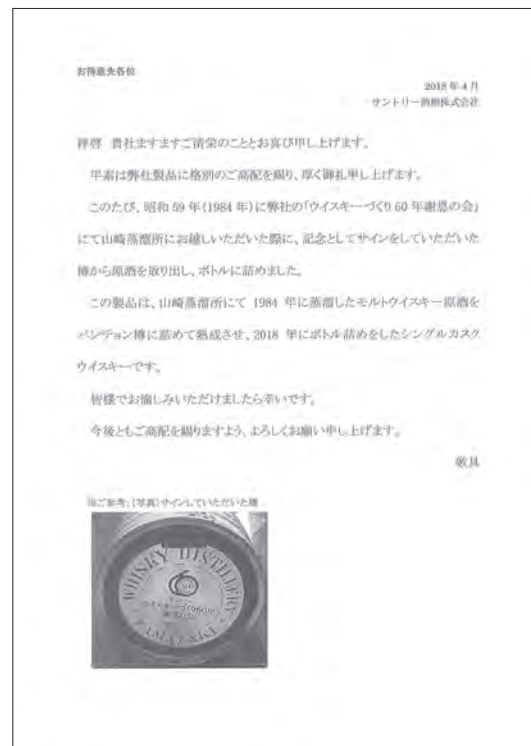 お得意先各位
2018年4月
サントリー酒類株式会社
拝啓 貴社ますますご清栄のこととお喜び申し上げます。
平素は弊社製品に格別のご高配を賜り、厚く御礼申し上げます。
このたび、昭和59年(1984年)に弊社の「ウイスキーづくり60年謝恩の会」
にて山崎蒸溜所にお越しいただいた際に、記念としてサインをしていただいた
樽から原酒を取り出し、ボトルに詰めました。
この製品は、山崎蒸溜所にて 1984 年に蒸溜したモルトウイスキー原酒を
パンチョン樽に詰めて熟成させ、2018 年にボトル詰めをしたシングルカスク
ウイスキーです。
皆様でお愉しみいただけましたら幸いです。
今後ともご高配を賜りますよう、よろしくお願い申し上げます。
敬具
※ご参考:(写真)サインしていただいた樽
WHISKY DISTILLERY
60
YAMAZAKI